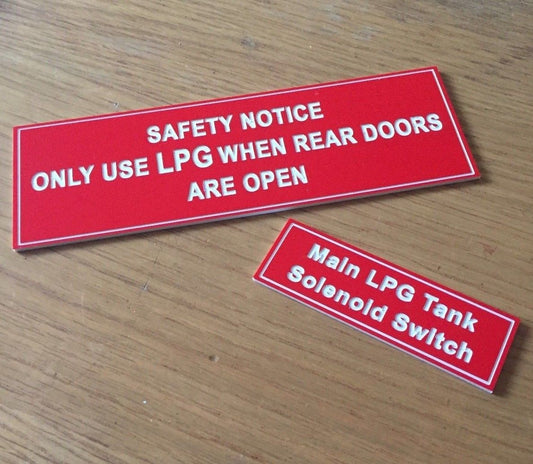 SAFETY NOTICE
ONLY USE LPG WHEN REAR DOORS
ARE OPEN
Main LPG Tank
Solenoid Switch